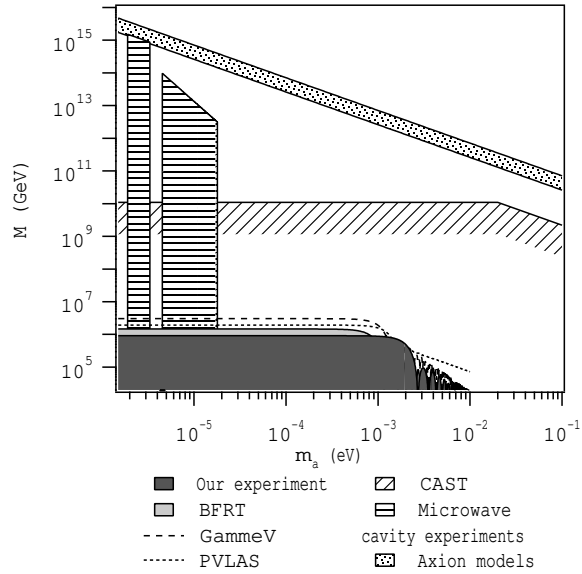 10^15
10^13
10^11
10^9
10^7
10^5
M (GeV)
10^-5 10^-4 10^-3 10^-2 10^-1
m_a (eV)
Our experiment
BFRT
GammeV
PVLAS
CAST
Microwave
cavity experiments
Axion models